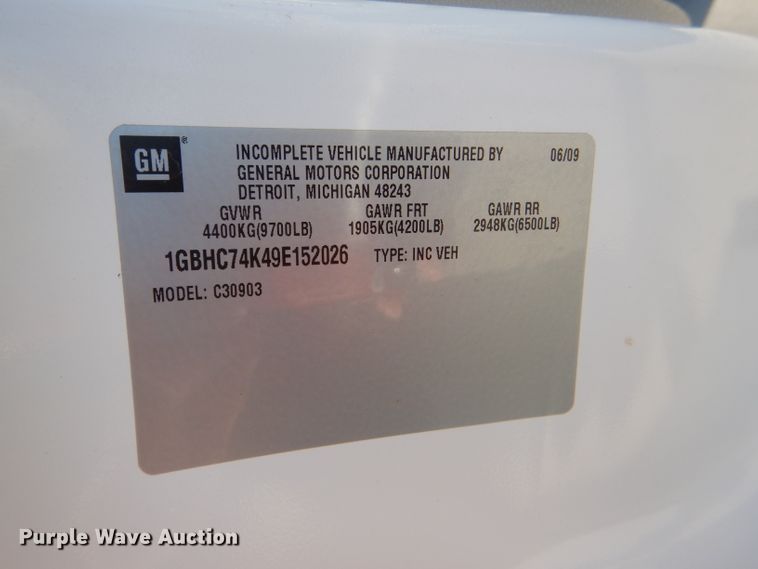 GM®
INCOMPLETE VEHICLE MANUFACTURED BY 06/09
GENERAL MOTORS CORPORATION
DETROIT, MICHIGAN 48243
GVWR GAWR FRT GAWR RR
4400KG(9700LB) 1905KG(4200LB) 2948KG(6500LB)
1GBHC74K49E152026 TYPE: INC VEH
MODEL: C30903
Purple Wave Auction